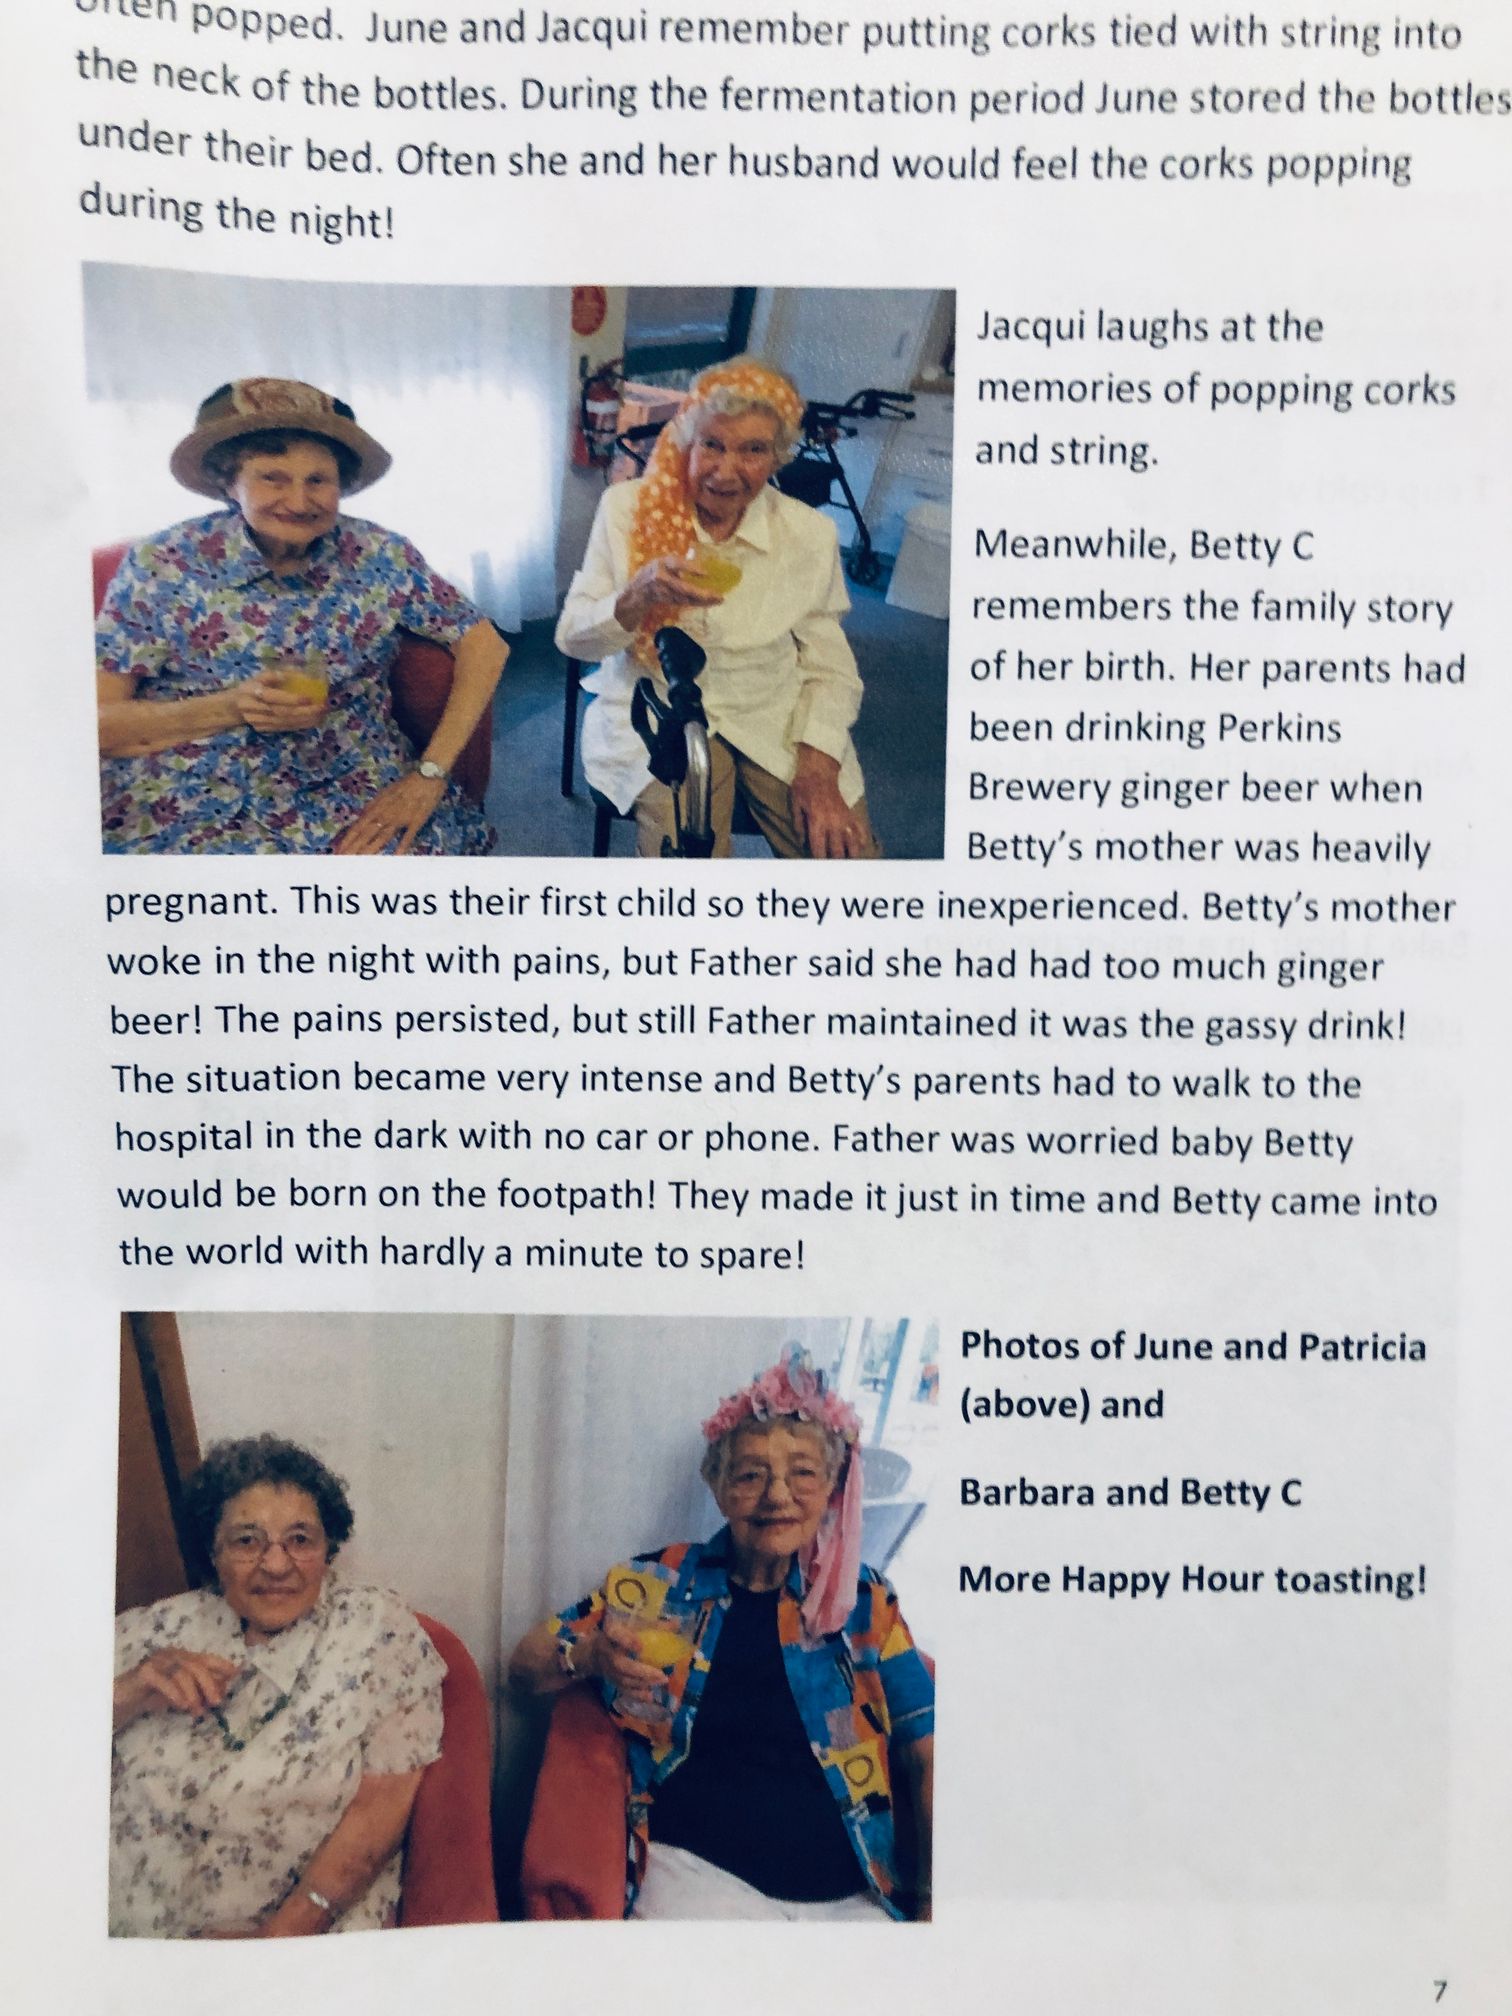 often popped. June and Jacqui remember putting corks tied with string into
the neck of the bottles. During the fermentation period June stored the bottles
under their bed. Often she and her husband would feel the corks popping
during the night!
Jacqui laughs at the
memories of popping corks
and string.
Meanwhile, Betty C
remembers the family story
of her birth. Her parents had
been drinking Perkins
Brewery ginger beer when
Betty’s mother was heavily
pregnant. This was their first child so they were inexperienced. Betty’s mother
woke in the night with pains, but Father said she had had too much ginger
beer! The pains persisted, but still Father maintained it was the gassy drink!
The situation became very intense and Betty’s parents had to walk to the
hospital in the dark with no car or phone. Father was worried baby Betty
would be born on the footpath! They made it just in time and Betty came into
the world with hardly a minute to spare!
Photos of June and Patricia
(above) and
Barbara and Betty C
More Happy Hour toasting!
7